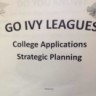 GO IVY LEAGUES
College Applications
Strategic Planning